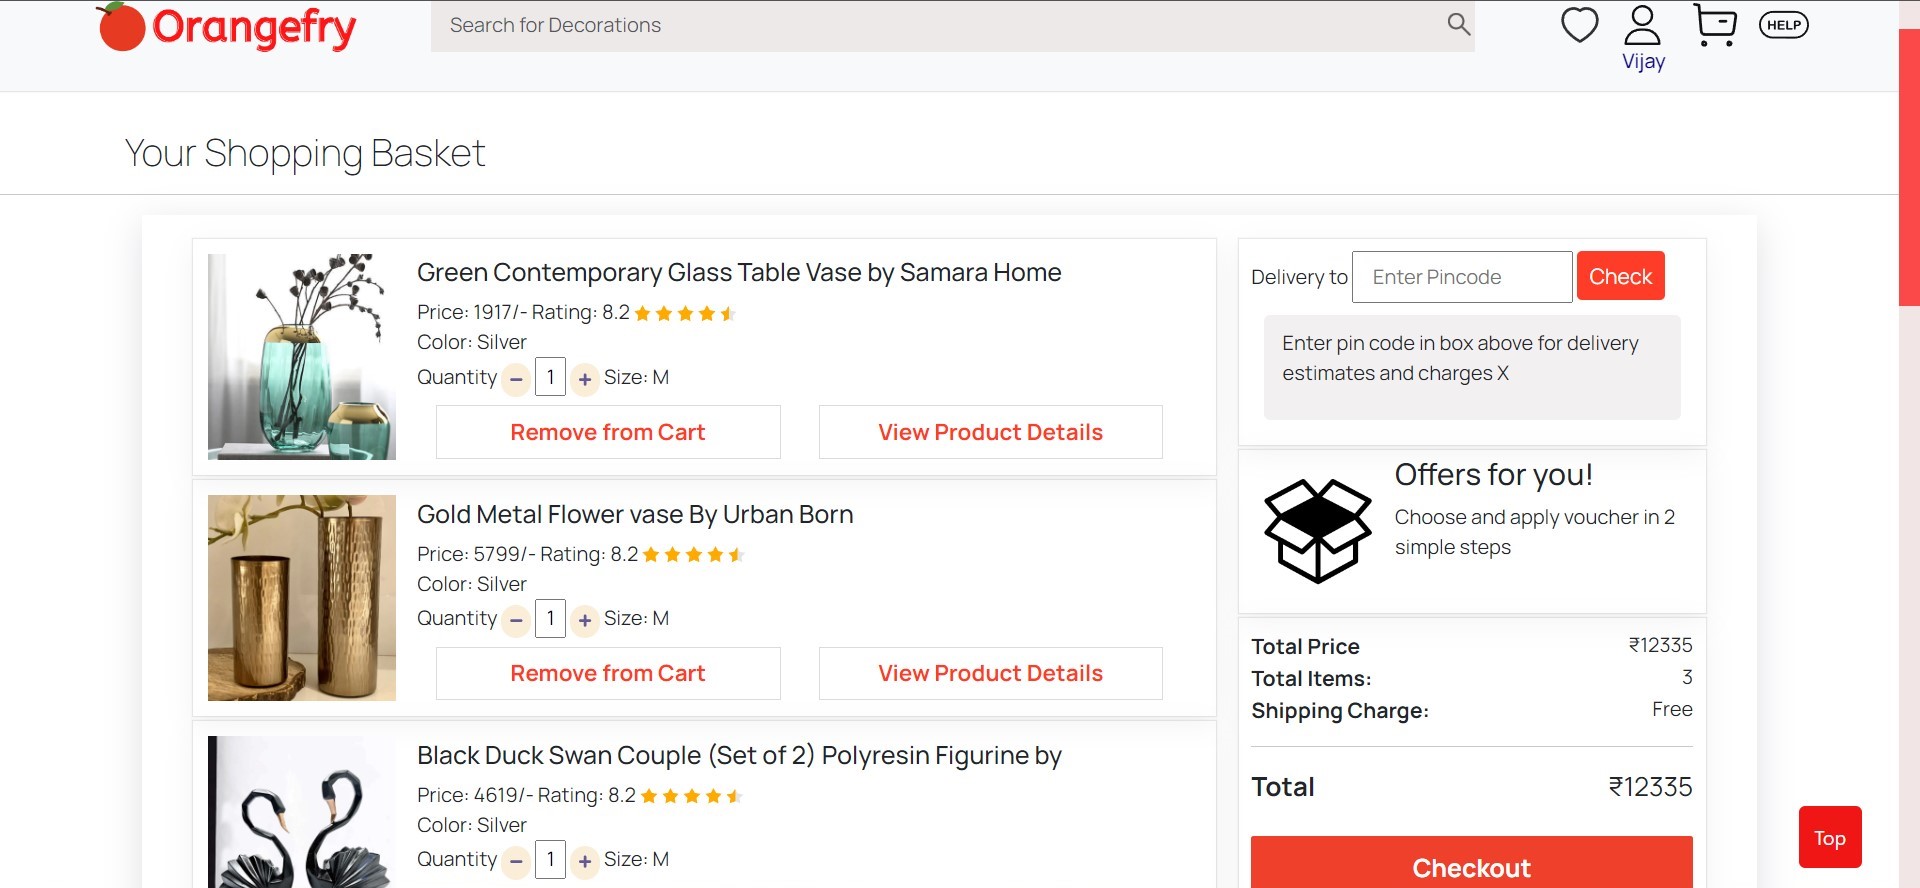 Orangefry
Search for Decorations
HELP
Vijay
Your Shopping Basket
Green Contemporary Glass Table Vase by Samara Home
Price: 1917/- Rating: 8.2
Color: Silver
Quantity − 1 + Size: M
Remove from Cart
View Product Details
Gold Metal Flower vase By Urban Born
Price: 5799/- Rating: 8.2
Color: Silver
Quantity − 1 + Size: M
Remove from Cart
View Product Details
Black Duck Swan Couple (Set of 2) Polyresin Figurine by
Price: 4619/- Rating: 8.2
Color: Silver
Quantity − 1 + Size: M
Delivery to Enter Pincode Check
Enter pin code in box above for delivery
estimates and charges X
Offers for you!
Choose and apply voucher in 2
simple steps
Total Price ₹12335
Total Items: 3
Shipping Charge: Free
Total ₹12335
Checkout
Top